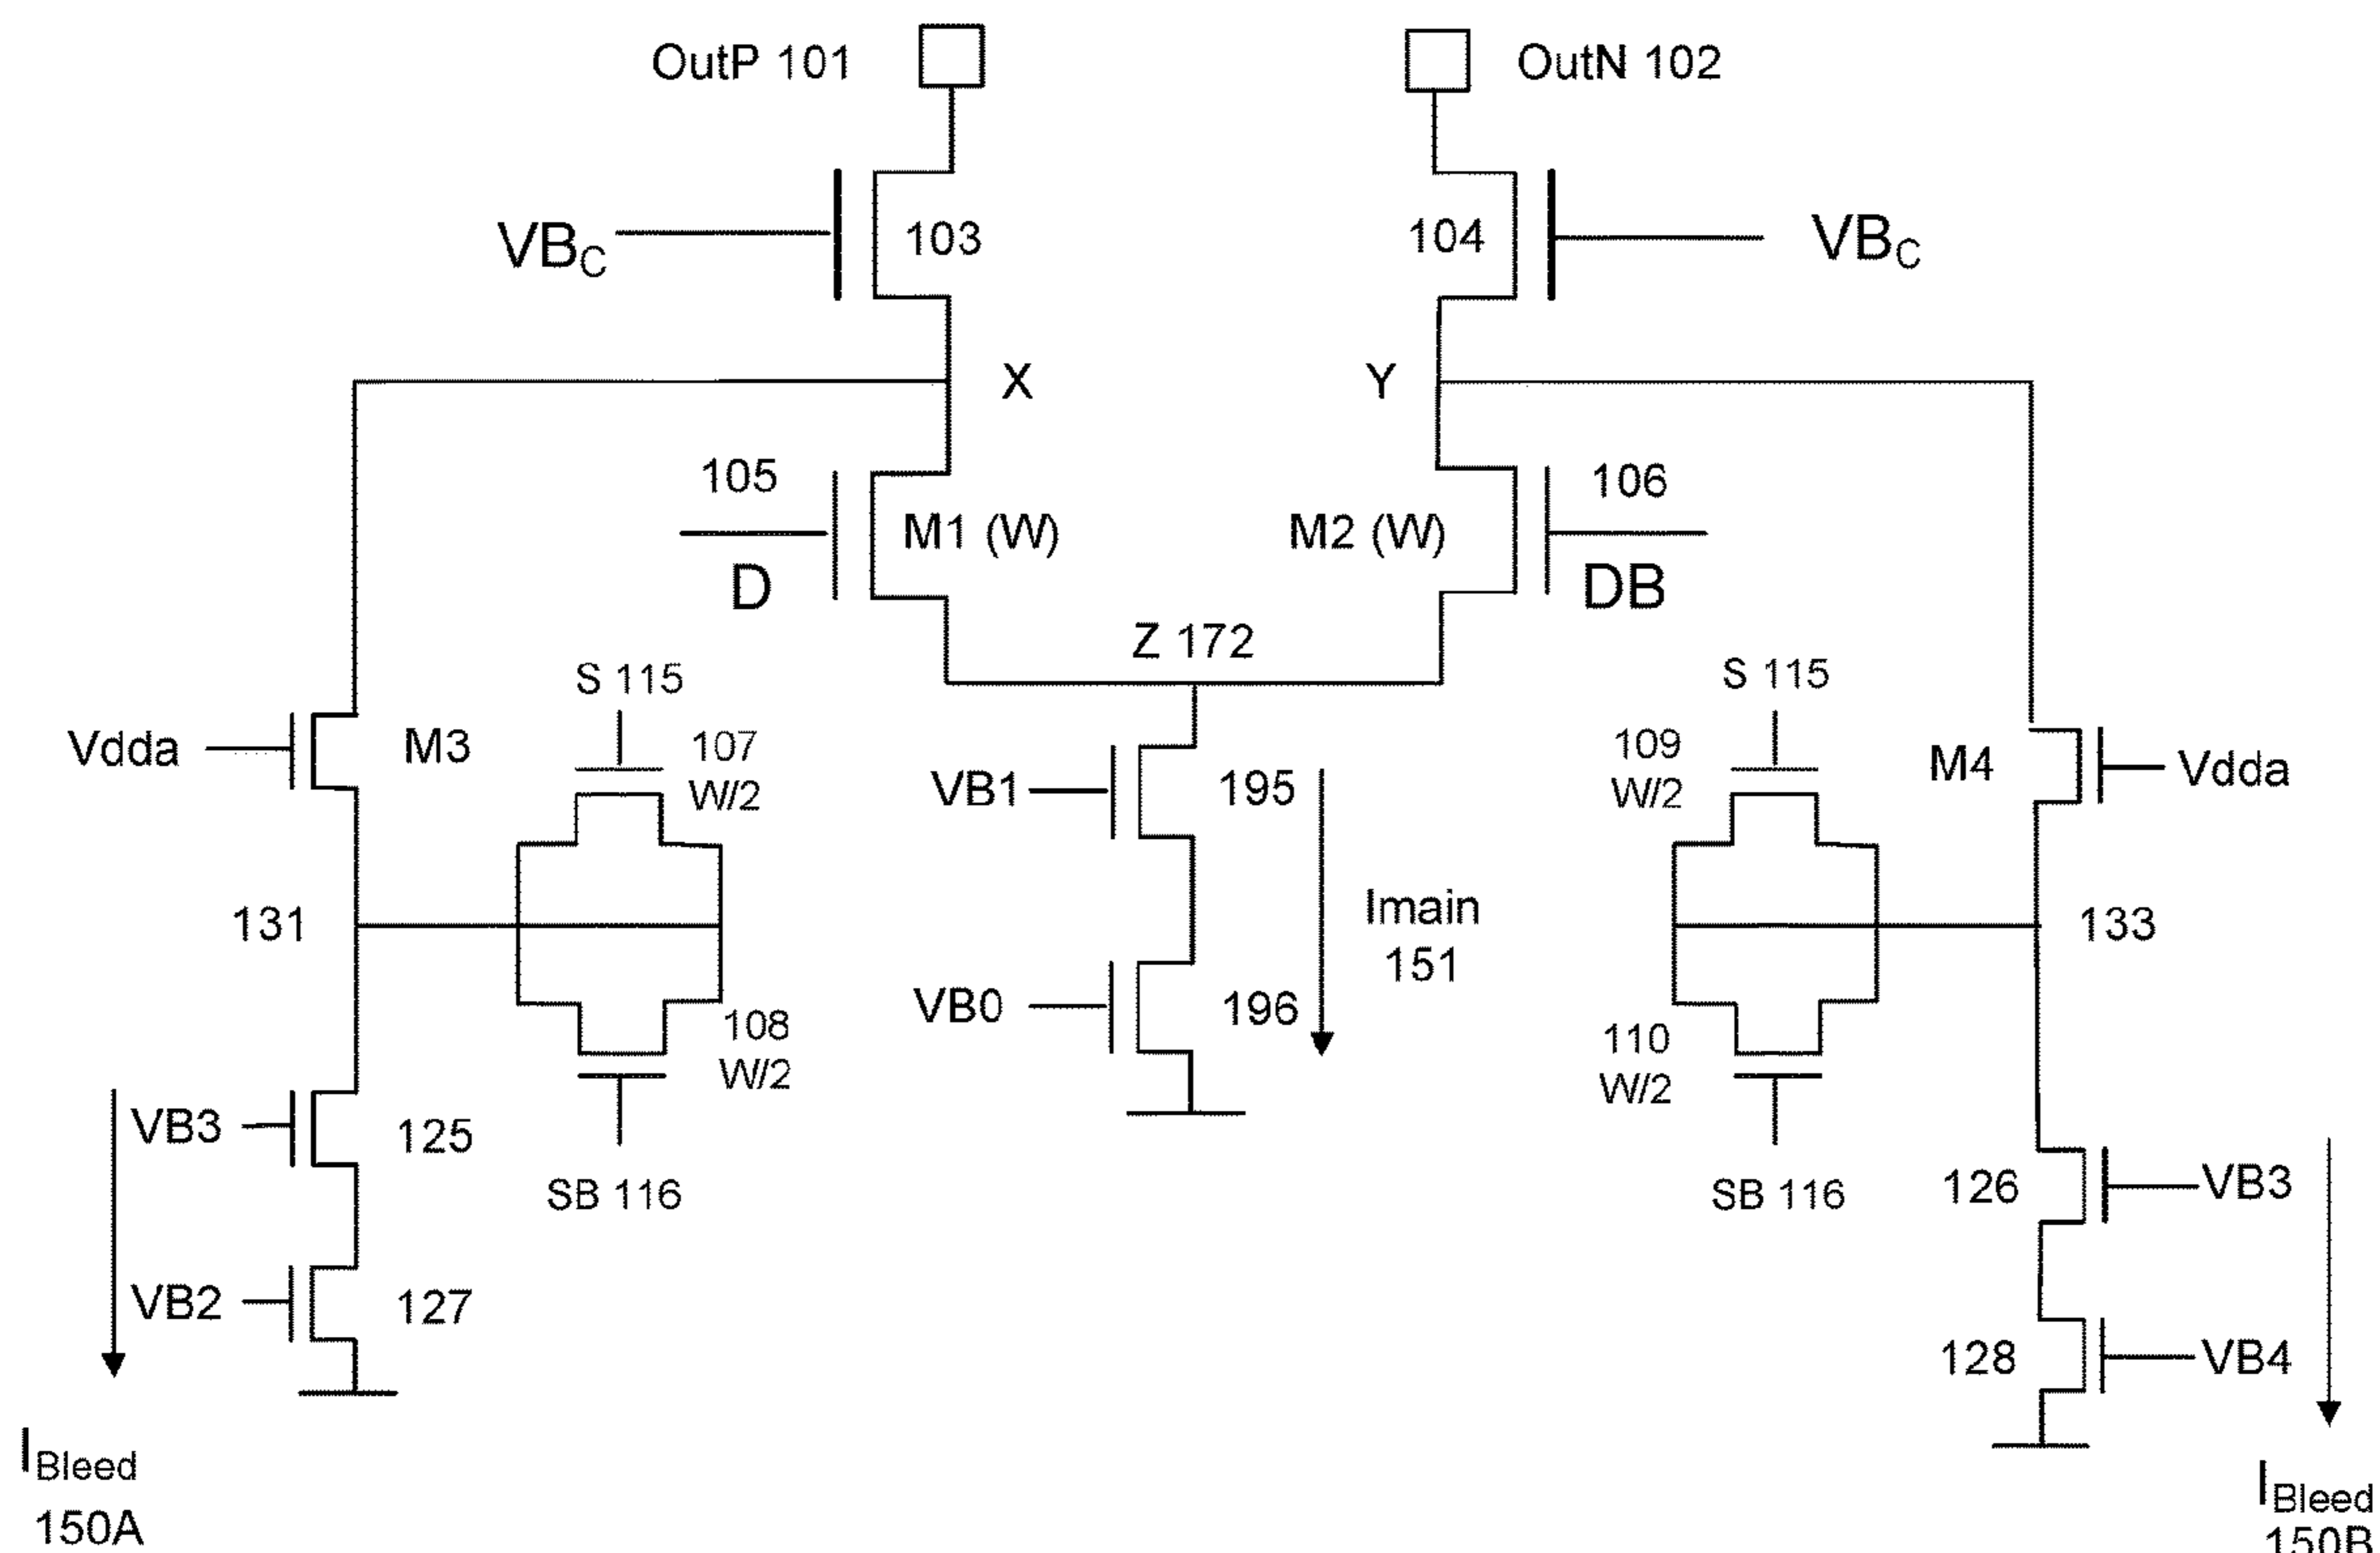 OutP 101
OutN 102
VBC
103
104
VBC
X
Y
105
106
M1 (W)
M2 (W)
D
DB
Z 172
S 115
S 115
Vdda
M3
107
W/2
VB1
195
109
W/2
M4
Vdda
131
Imain
151
133
108
W/2
VB0
196
110
W/2
VB3
125
SB 116
SB 116
126
VB3
VB2
127
128
VB4
IBleed
150A
IBleed
150B